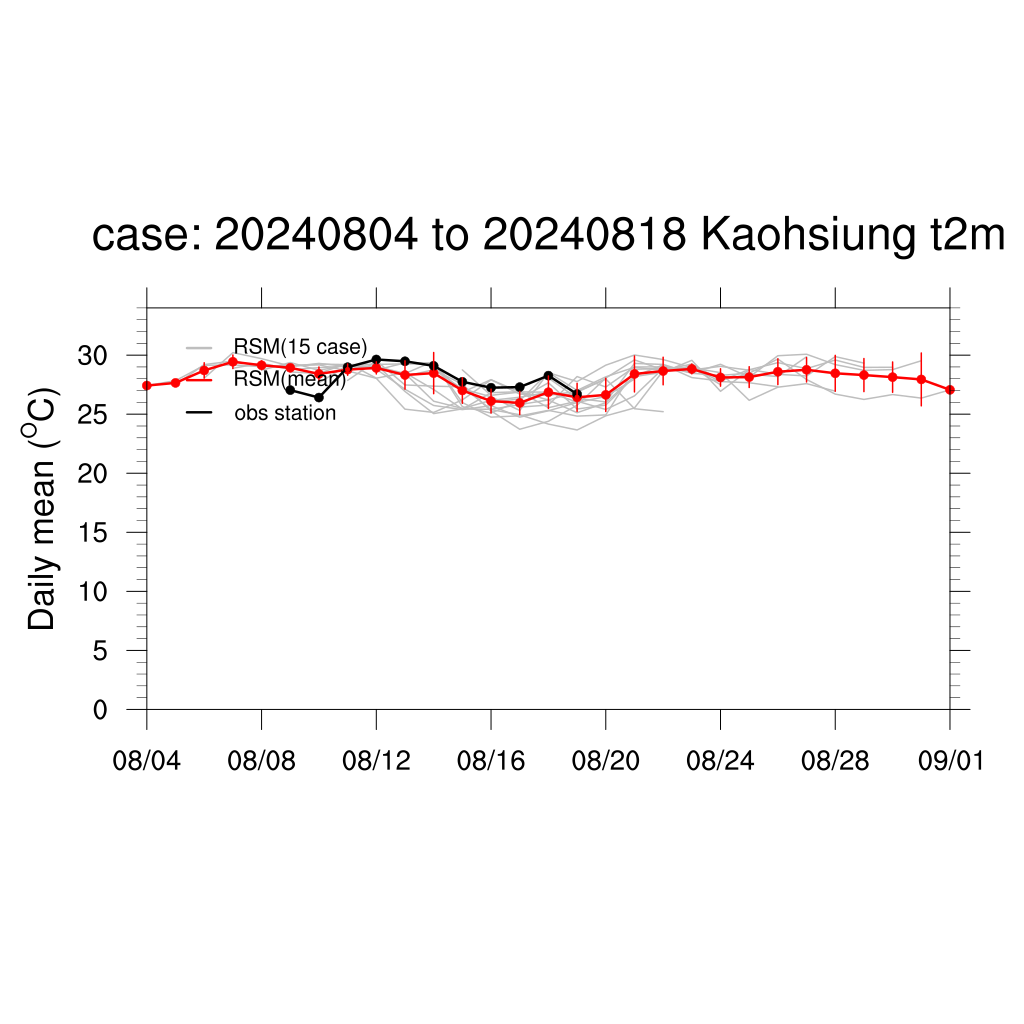 case: 20240804 to 20240818 Kaohsiung t2m
Daily mean (°C)
30
25
20
15
10
5
0
RSM(15 case)
RSM(mean)
obs station
08/04 08/08 08/12 08/16 08/20 08/24 08/28 09/01